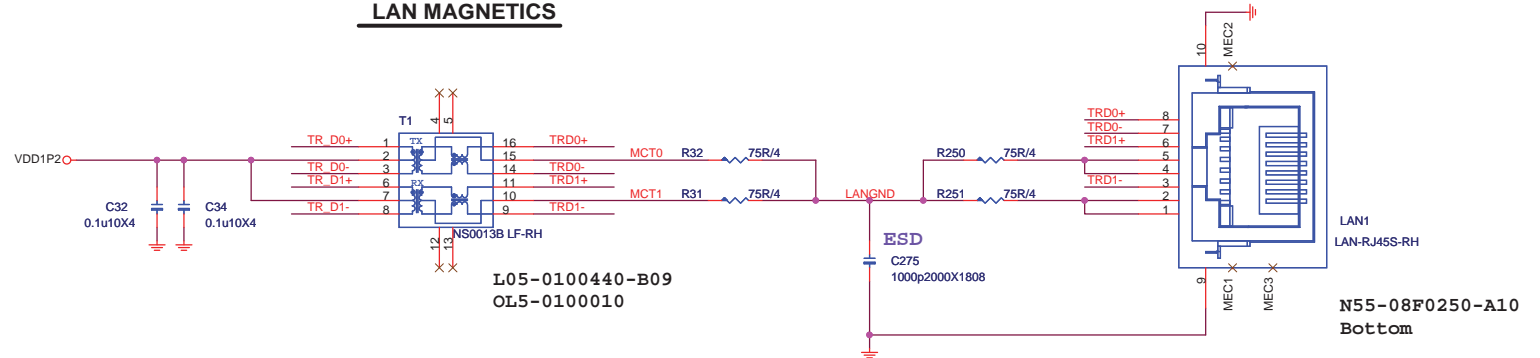 LAN MAGNETICS
VDD1P2
C32
0.1u10X4
C34
0.1u10X4
TR_D0+
TR_D0-
TR_D1+
TR_D1-
T1
4
5
1
2
3
6
7
8
TX
RX
16
15
14
11
10
9
12
13
NS0013B LF-RH
TRD0+
TRD0-
TRD1+
TRD1-
L05-0100440-B09
OL5-0100010
MCT0
R32
75R/4
MCT1
R31
75R/4
LANGND
ESD
C275
1000p2000X1808
R250
75R/4
R251
75R/4
TRD0+
TRD0-
TRD1+
TRD1-
8
7
6
5
4
3
2
1
10
MEC2
9
MEC1
MEC3
LAN1
LAN-RJ45S-RH
N55-08F0250-A10
Bottom